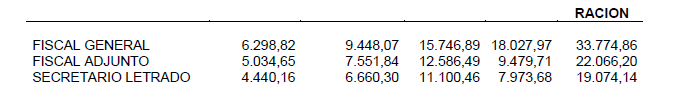 RACION
FISCAL GENERAL 6.298,82 9.448,07 15.746,89 18.027,97 33.774,86
FISCAL ADJUNTO 5.034,65 7.551,84 12.586,49 9.479,71 22.066,20
SECRETARIO LETRADO 4.440,16 6.660,30 11.100,46 7.973,68 19.074,14